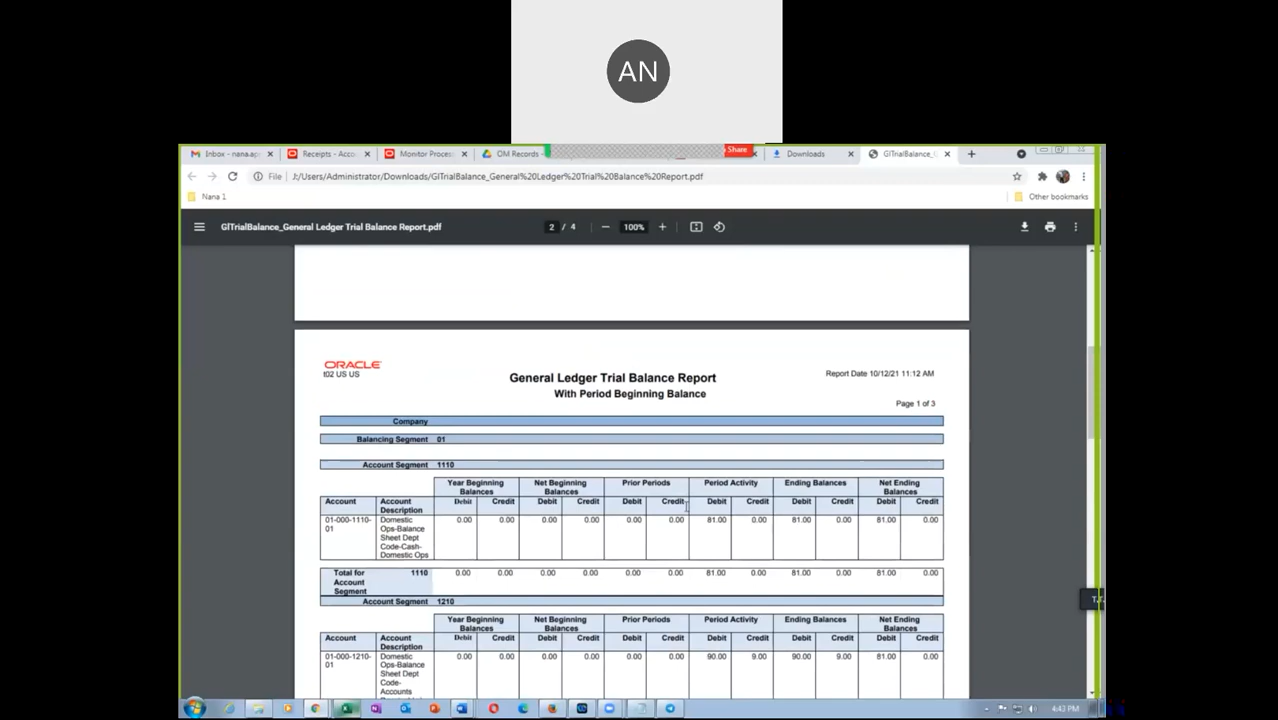 AN
Inbox - nana.ap
Receipts - Acco
Monitor Proces
OM Records -
Share
Downloads
GlTrialBalance_
File J:/Users/Administrator/Downloads/GlTrialBalance_General%20Ledger%20Trial%20Balance%20Report.pdf
Nana 1
Other bookmarks
GlTrialBalance_General Ledger Trial Balance Report.pdf
2 / 4
100%
ORACLE
t02 US US
General Ledger Trial Balance Report
With Period Beginning Balance
Report Date 10/12/21 11:12 AM
Page 1 of 3
Company
Balancing Segment 01
Account Segment 1110
Year Beginning Balances Net Beginning Balances Prior Periods Period Activity Ending Balances Net Ending Balances
Account Account Description Debit Credit Debit Credit Debit Credit Debit Credit Debit Credit Debit Credit
01-000-1110-01 Domestic Ops-Balance Sheet Dept Code-Cash-Domestic Ops 0.00 0.00 0.00 0.00 0.00 0.00 81.00 0.00 81.00 0.00 81.00 0.00
Total for Account Segment 1110 0.00 0.00 0.00 0.00 0.00 0.00 81.00 0.00 81.00 0.00 81.00 0.00
Account Segment 1210
Year Beginning Balances Net Beginning Balances Prior Periods Period Activity Ending Balances Net Ending Balances
Account Account Description Debit Credit Debit Credit Debit Credit Debit Credit Debit Credit Debit Credit
01-000-1210-01 Domestic Ops-Balance Sheet Dept Code-Accounts 0.00 0.00 0.00 0.00 0.00 0.00 90.00 9.00 90.00 9.00 81.00 0.00
4:43 PM